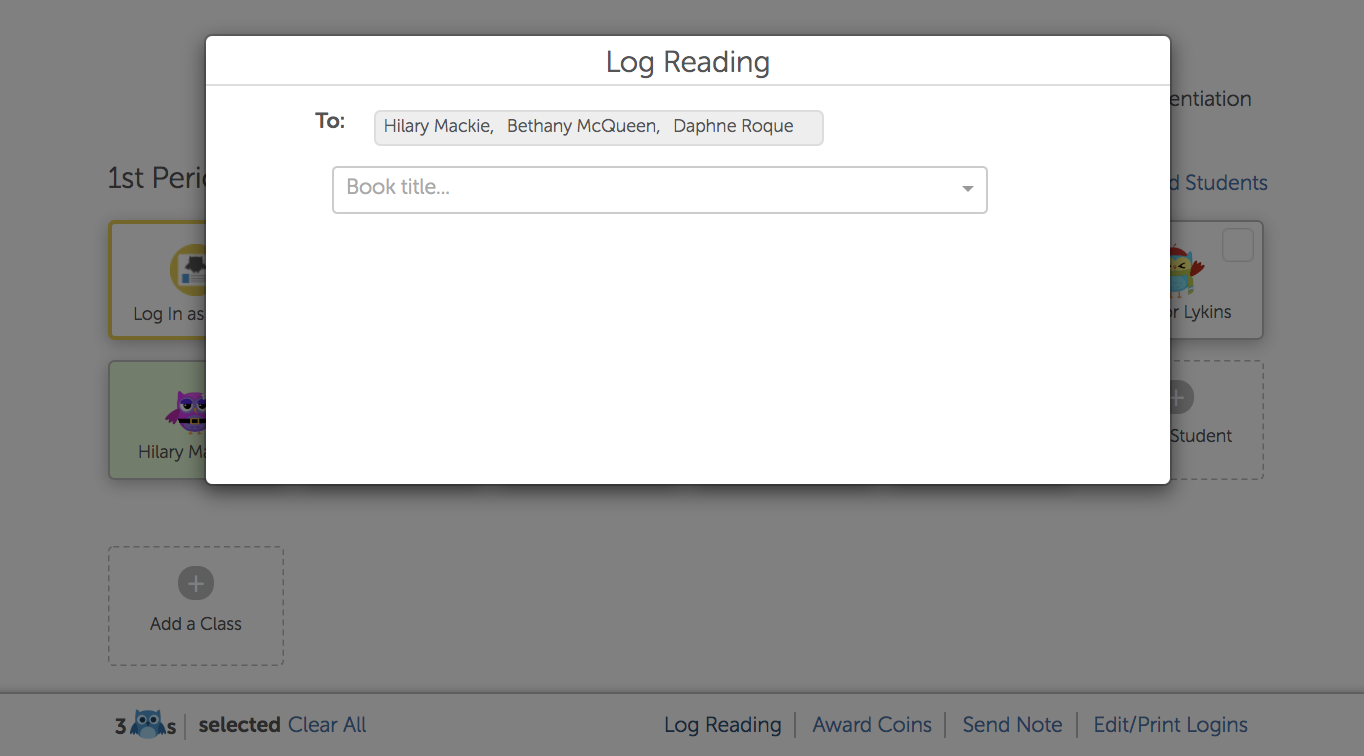 Log Reading
entiation
To: Hilary Mackie, Bethany McQueen, Daphne Roque
1st Peri
d Students
Book title...
Log In as
r Lykins
Hilary Ma
Student
Add a Class
3 s selected Clear All
Log Reading Award Coins Send Note Edit/Print Logins